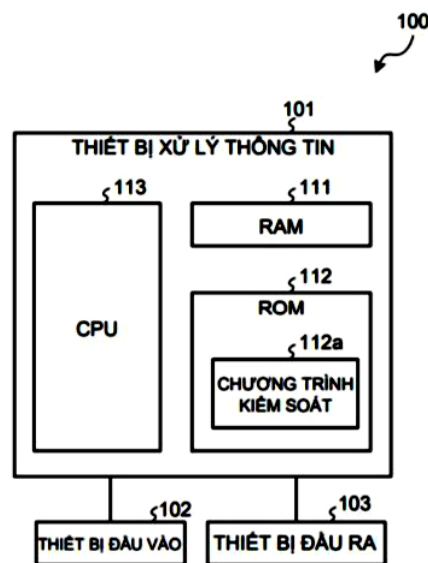 100
101
THIẾT BỊ XỬ LÝ THÔNG TIN
113
111
CPU
RAM
112
ROM
112a
CHƯƠNG TRÌNH
KIỂM SOÁT
102
103
THIẾT BỊ ĐẦU VÀO
THIẾT BỊ ĐẦU RA